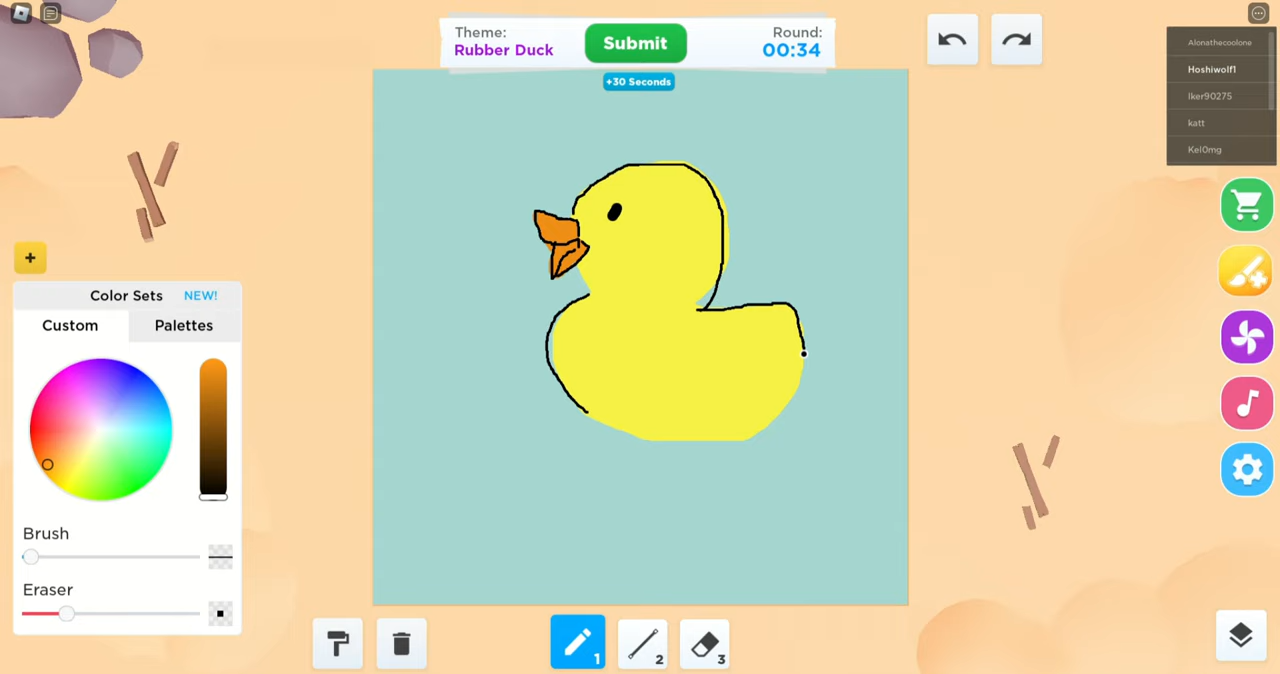 Theme:
Rubber Duck
Submit
Round:
00:34
+30 Seconds
Alonathecoolone
Hoshiwolf1
Iker90275
katt
Kel0mg
+
Color Sets NEW!
Custom Palettes
Brush
Eraser
1
2
3